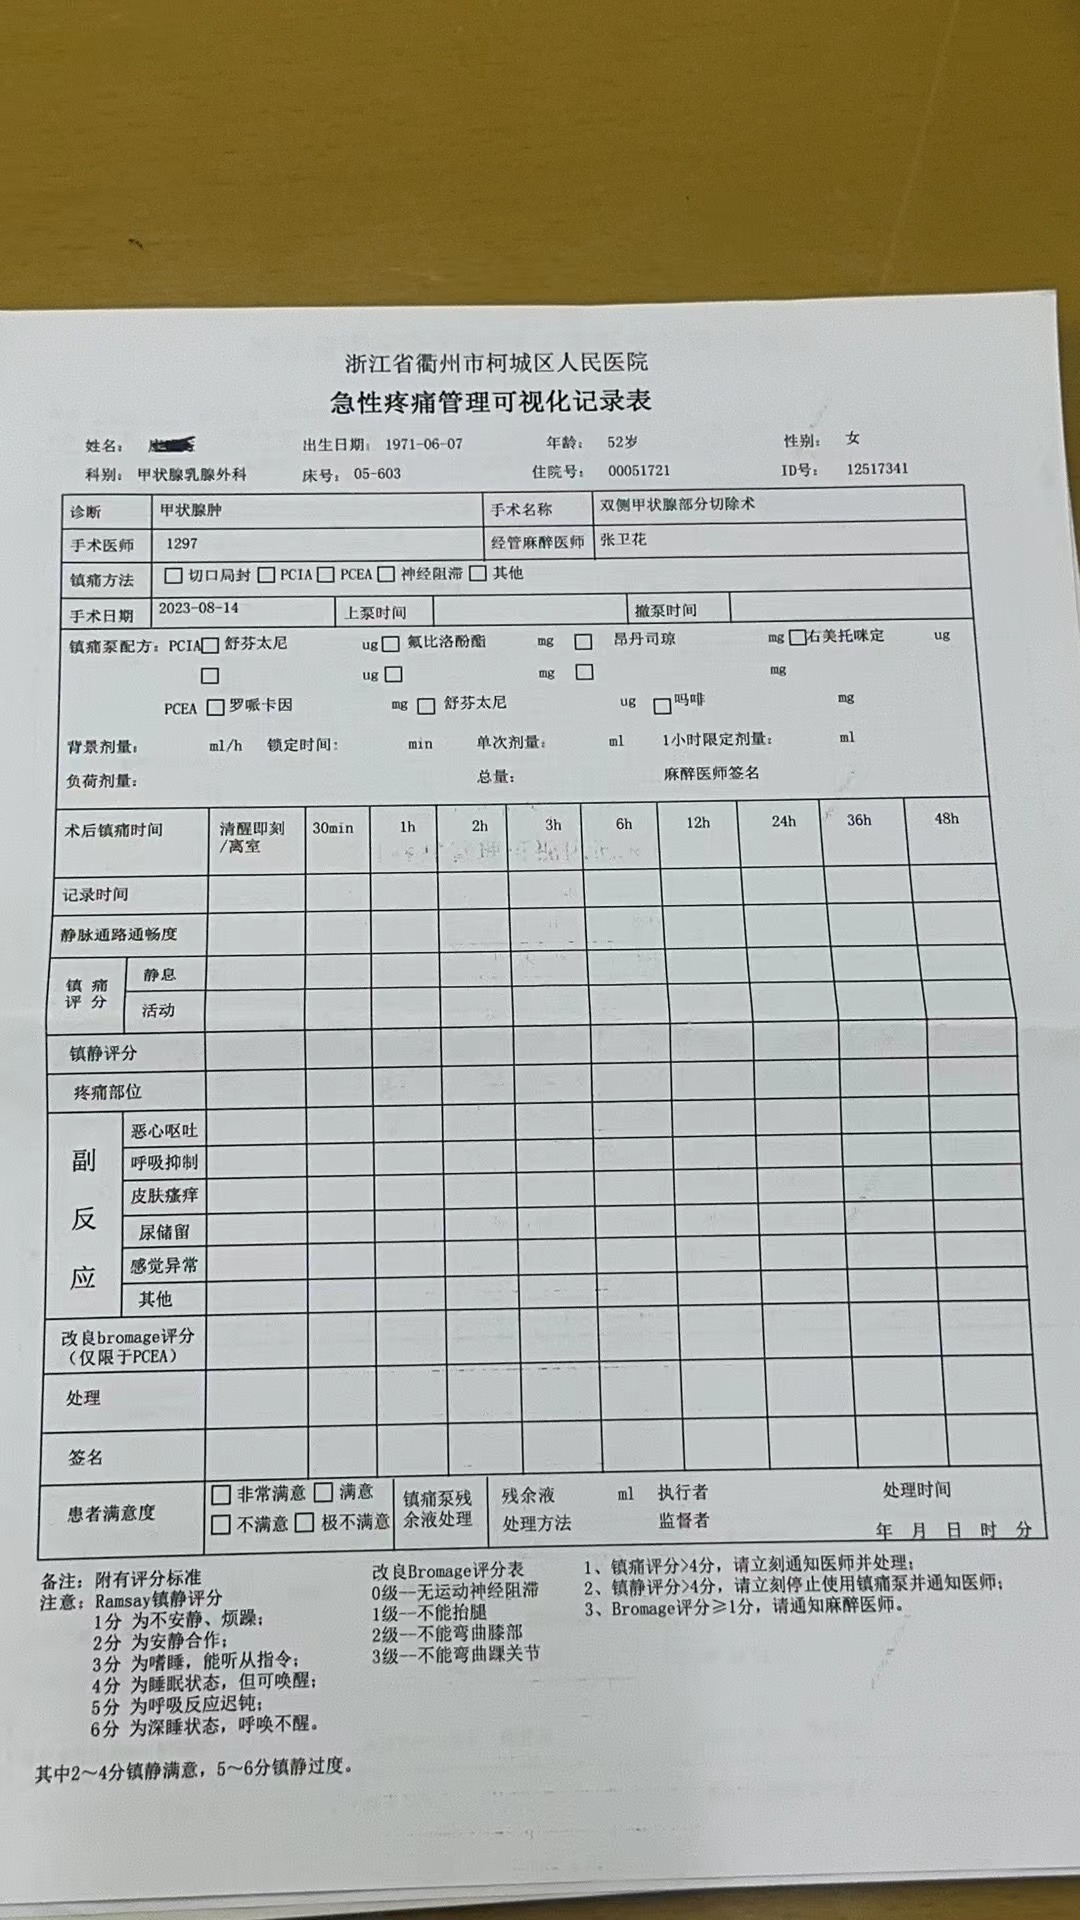 浙江省衢州市柯城区人民医院
急性疼痛管理可视化记录表
姓名： 出生日期：1971-06-07 年龄：52岁 性别：女
科别：甲状腺乳腺外科 床号：05-603 住院号：00051721 ID号：12517341
诊断 甲状腺肿 手术名称 双侧甲状腺部分切除术
手术医师 1297 经管麻醉医师 张卫花
镇痛方法 □切口局封 □PCIA □PCEA □神经阻滞 □其他
手术日期 2023-08-14 上泵时间 撤泵时间
镇痛泵配方：PCIA□舒芬太尼 ug□氟比洛酚酯 mg □ 昂丹司琼 mg□右美托咪定 ug
□ ug□ mg □ mg
PCEA □罗哌卡因 mg □舒芬太尼 ug □吗啡 mg
背景剂量： ml/h 锁定时间： min 单次剂量： ml 1小时限定剂量： ml
负荷剂量： 总量： 麻醉医师签名
术后镇痛时间 清醒即刻/离室 30min 1h 2h 3h 6h 12h 24h 36h 48h
记录时间
静脉通路通畅度
镇痛评分 静息
活动
镇静评分
疼痛部位
副反应 恶心呕吐
呼吸抑制
皮肤瘙痒
尿储留
感觉异常
其他
改良bromage评分
（仅限于PCEA）
处理
签名
患者满意度 □非常满意 □满意 镇痛泵残 残余液 ml 执行者 处理时间
□不满意 □极不满意 余液处理 处理方法 监督者 年 月 日 时 分
备注：附有评分标准 改良Bromage评分表 1、镇痛评分>4分，请立刻通知医师并处理；
注意：Ramsay镇静评分 0级--无运动神经阻滞 2、镇静评分>4分，请立刻停止使用镇痛泵并通知医师；
1分 为不安静、烦躁； 1级--不能抬腿 3、Bromage评分≥1分，请通知麻醉医师。
2分 为安静合作； 2级--不能弯曲膝部
3分 为嗜睡，能听从指令； 3级--不能弯曲踝关节
4分 为睡眠状态，但可唤醒；
5分 为呼吸反应迟钝；
6分 为深睡状态，呼唤不醒。
其中2～4分镇静满意，5～6分镇静过度。